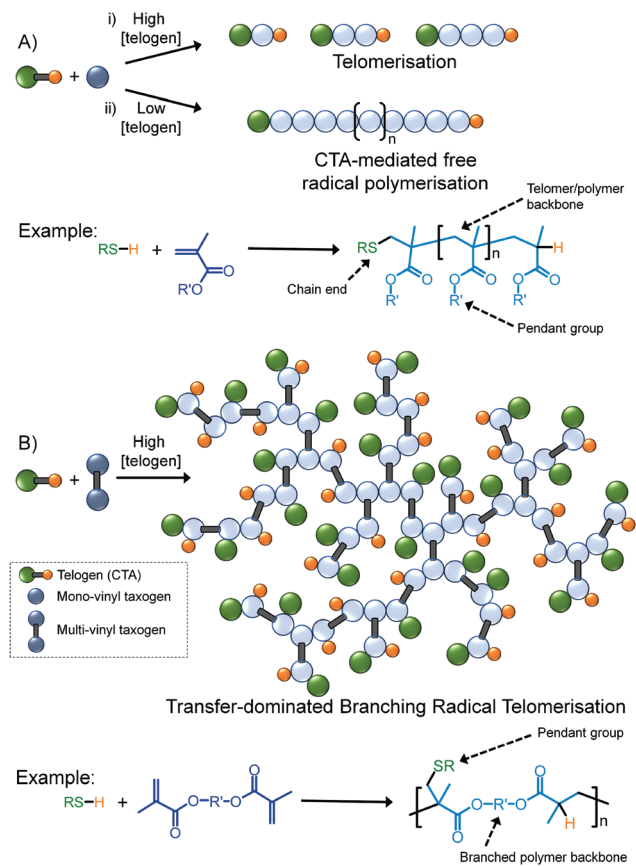 A)
i) High
[telogen]
Telomerisation
+
ii) Low
[telogen]
n
CTA-mediated free
radical polymerisation
Example:
Telomer/polymer
backbone
RS-H + R'O O
RS n H
O O O O O O
R' R' R'
Chain end
Pendant group
B)
High
[telogen]
+
Telogen (CTA)
Mono-vinyl taxogen
Multi-vinyl taxogen
Transfer-dominated Branching Radical Telomerisation
Example:
Pendant group
RS-H + O O-R'-O O
SR O O-R'-O O H n
Branched polymer backbone